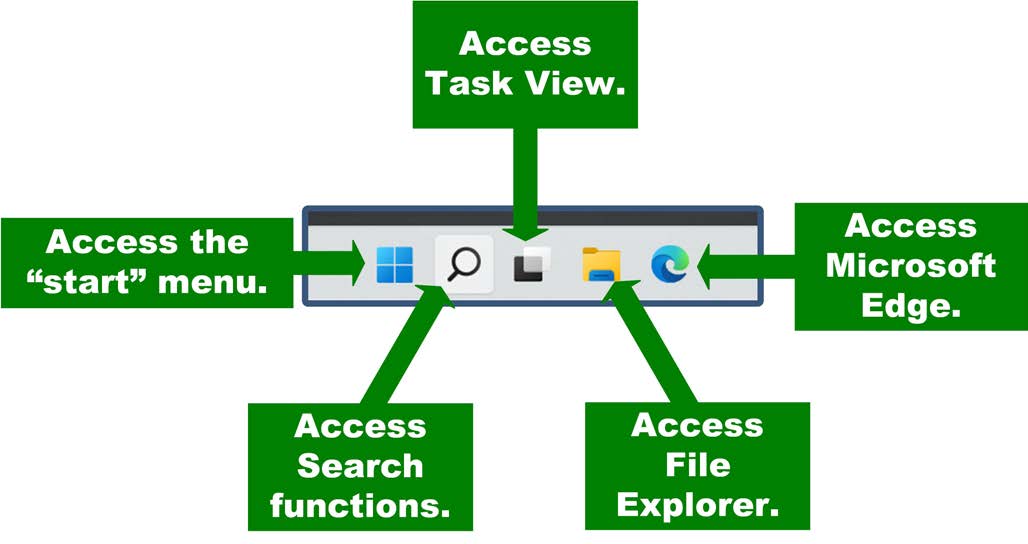 Access
Task View.
Access the
“start” menu.
Access
Microsoft
Edge.
Access
Search
functions.
Access
File
Explorer.